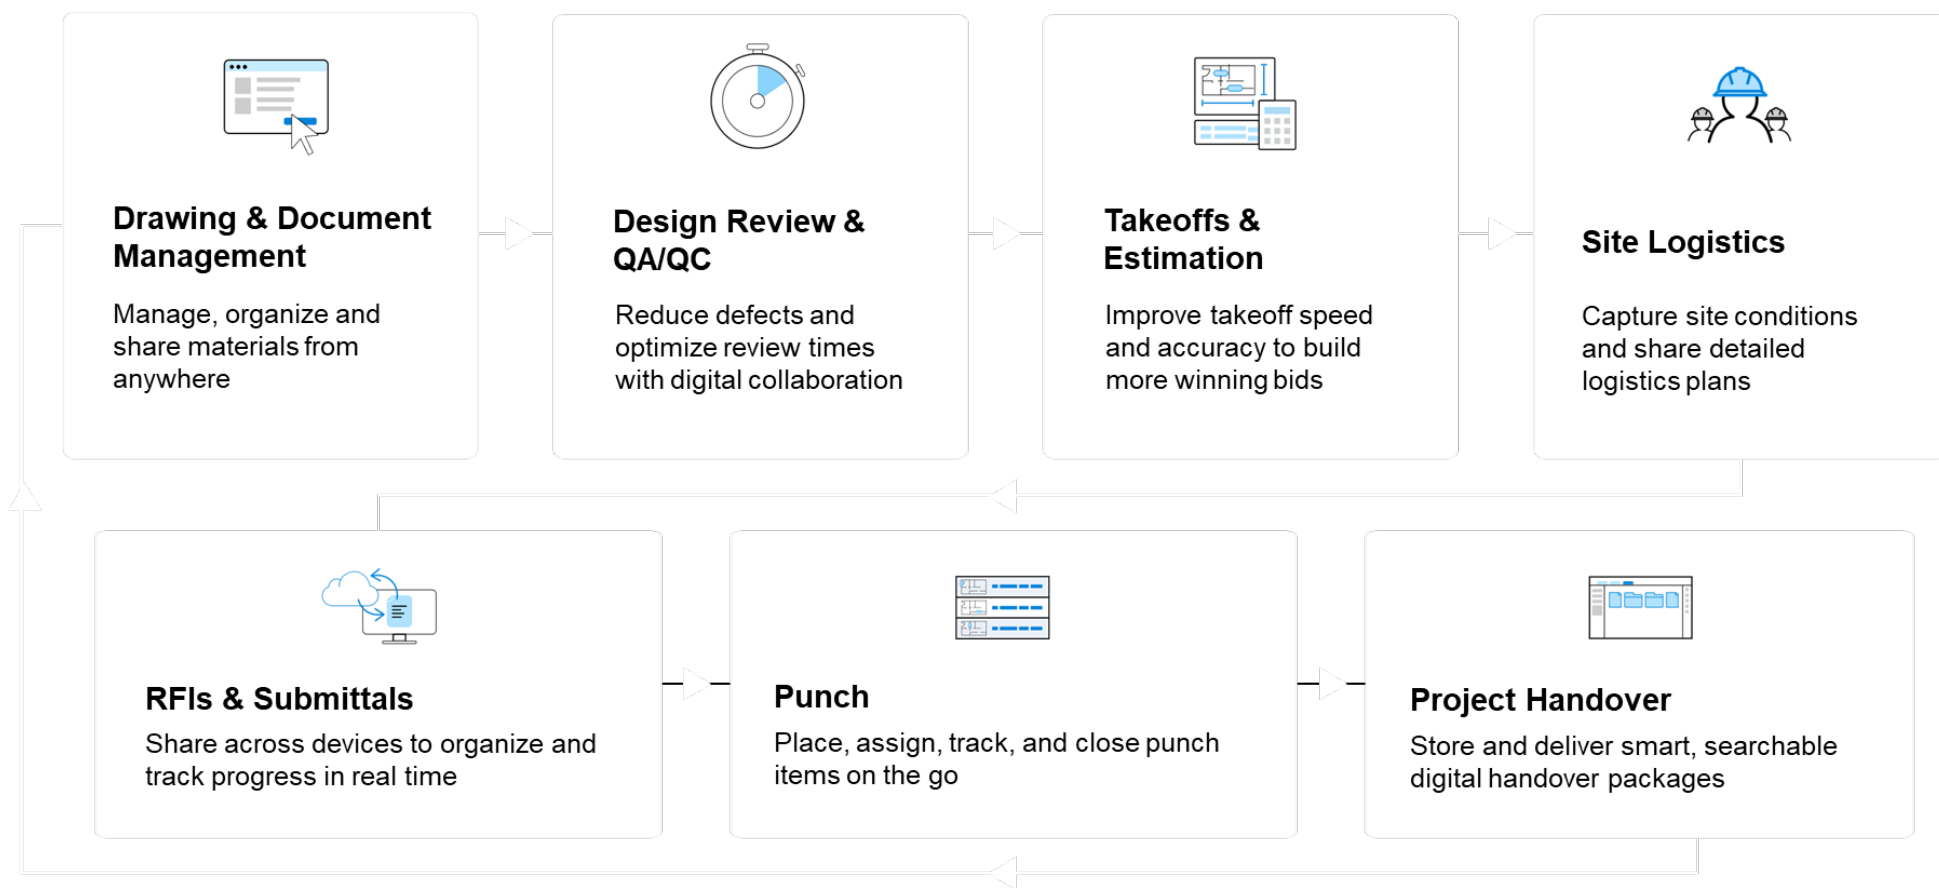 Drawing & Document
Management
Manage, organize and
share materials from
anywhere
Design Review &
QA/QC
Reduce defects and
optimize review times
with digital collaboration
Takeoffs &
Estimation
Improve takeoff speed
and accuracy to build
more winning bids
Site Logistics
Capture site conditions
and share detailed
logistics plans
RFIs & Submittals
Share across devices to organize and
track progress in real time
Punch
Place, assign, track, and close punch
items on the go
Project Handover
Store and deliver smart, searchable
digital handover packages